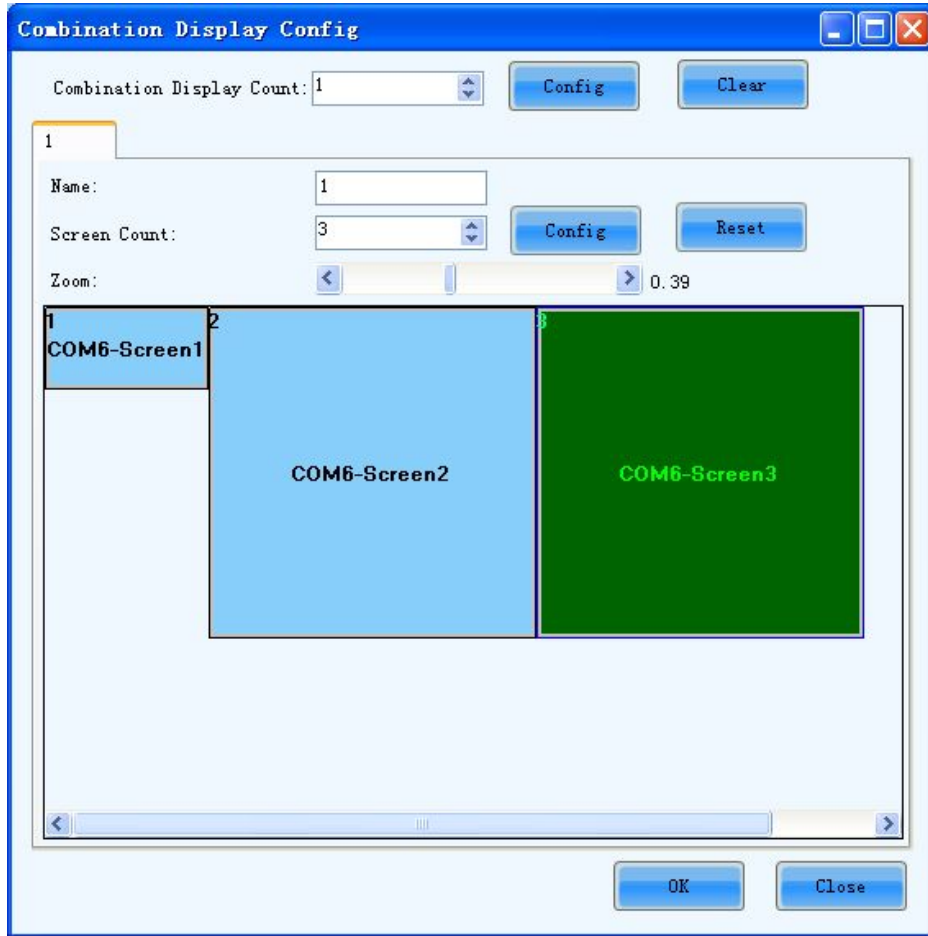 Combination Display Config
Combination Display Count: 1 Config Clear
1
Name: 1
Screen Count: 3 Config Reset
Zoom: 0.39
1 2 3
COM6-Screen1
COM6-Screen2 COM6-Screen3
OK Close